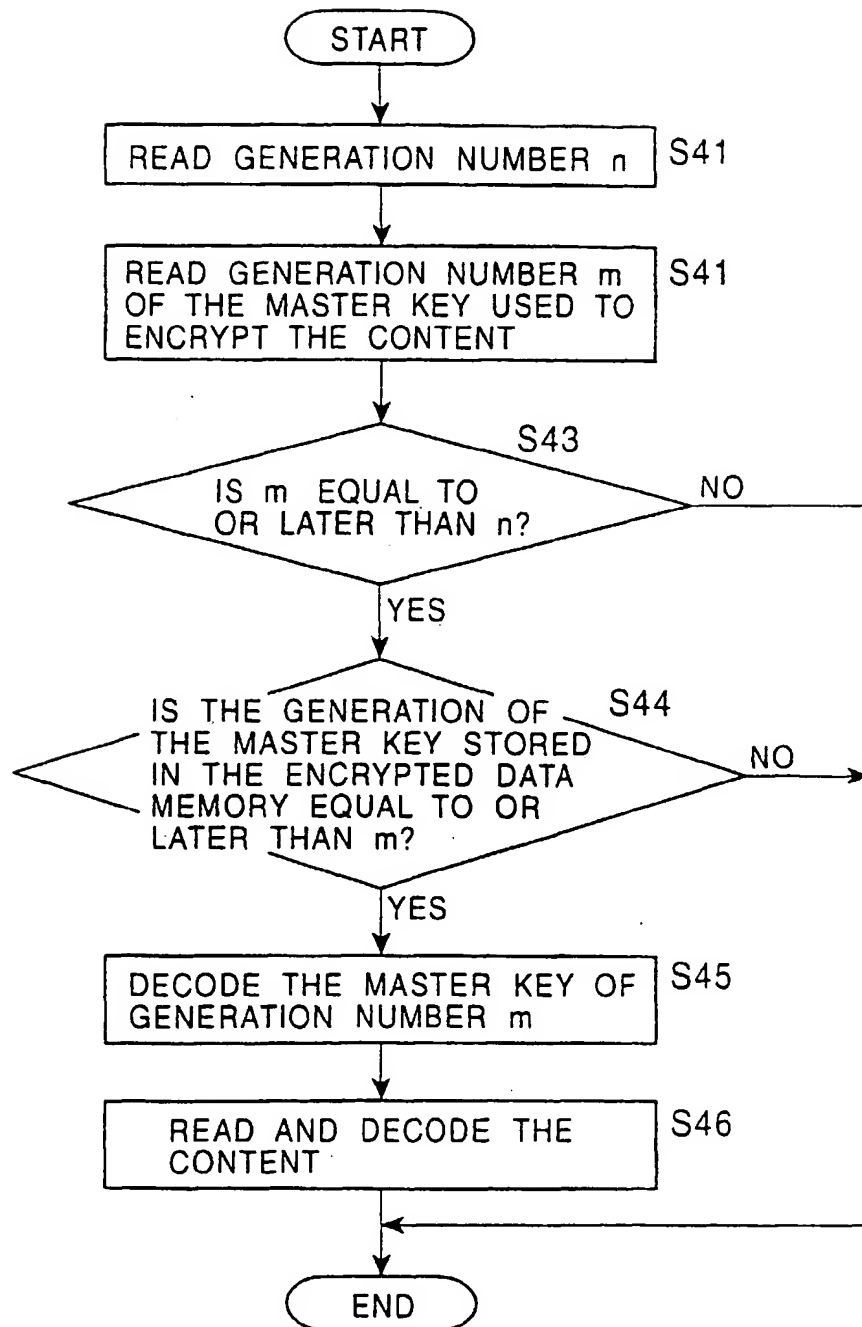 START
READ GENERATION NUMBER n
S41
READ GENERATION NUMBER m
OF THE MASTER KEY USED TO
ENCRYPT THE CONTENT
S41
S43
IS m EQUAL TO
OR LATER THAN n?
NO
YES
IS THE GENERATION OF
THE MASTER KEY STORED
IN THE ENCRYPTED DATA
MEMORY EQUAL TO OR
LATER THAN m?
S44
NO
YES
DECODE THE MASTER KEY OF
GENERATION NUMBER m
S45
READ AND DECODE THE
CONTENT
S46
END